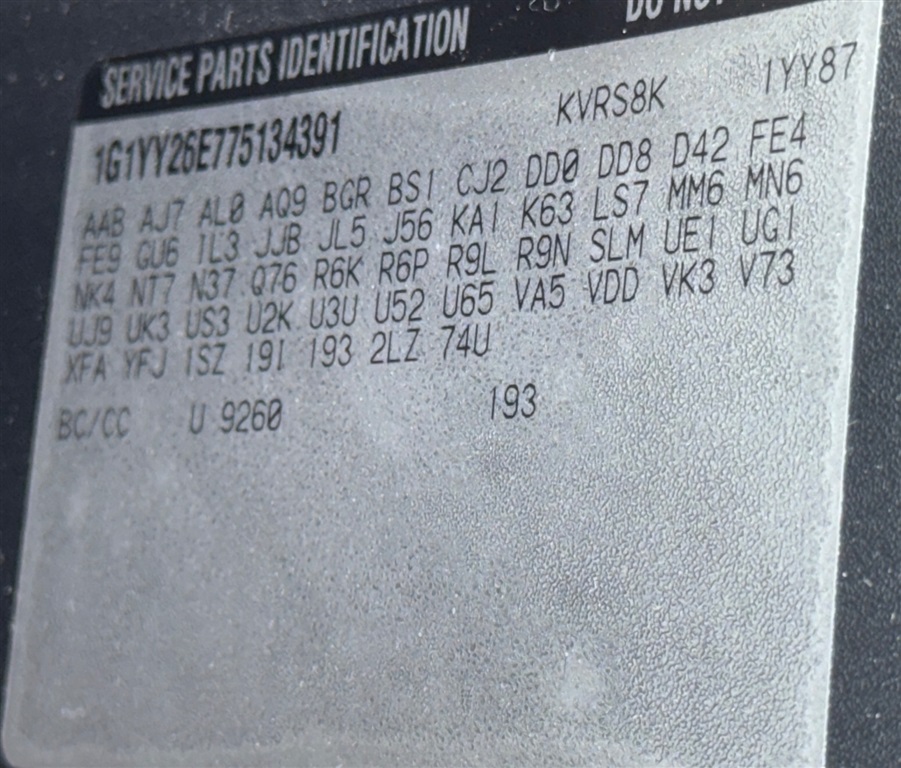 SERVICE PARTS IDENTIFICATION DO NOT
1G1YY26E775134391 KVRS8K 1YY87
AAB AJ7 AL0 AQ9 BGR BS1 CJ2 DD0 DD8 D42 FE4
FE9 GU6 IL3 JJB JL5 J56 KA1 K63 LS7 MM6 MN6
NK4 NT7 N37 Q76 R6K R6P R9L R9N SLM UE1 UG1
UJ9 UK3 US3 U2K U3U U52 U65 VA5 VDD VK3 V73
XFA YFJ 1SZ 19I 193 2LZ 74U
BC/CC U 9260 193